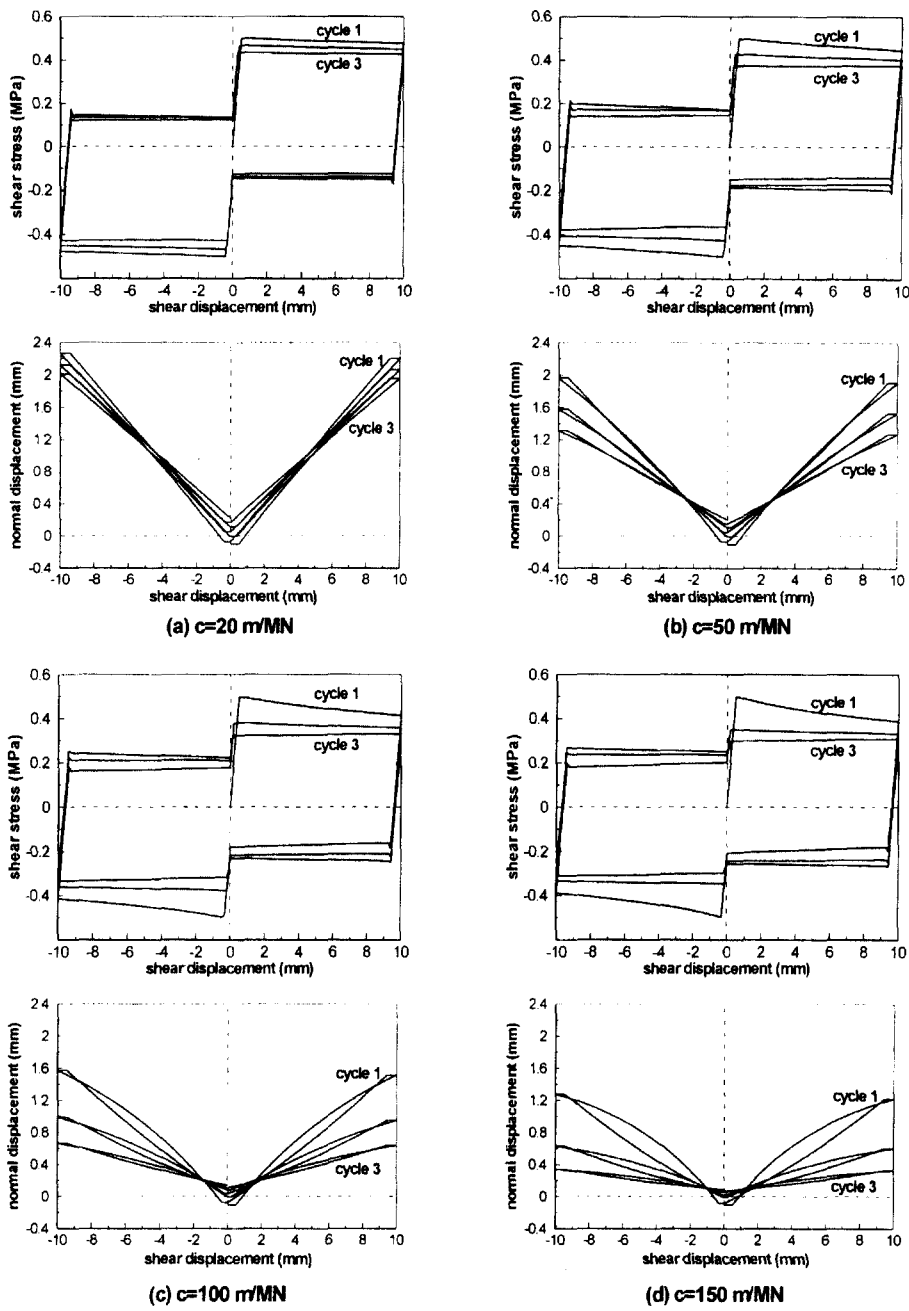 0.6
0.4
0.2
0
-0.2
-0.4
shear stress (MPa)
cycle 1
cycle 3
-10 -8 -6 -4 -2 0 2 4 6 8 10
shear displacement (mm)
0.6
0.4
0.2
0
-0.2
-0.4
shear stress (MPa)
cycle 1
cycle 3
-10 -8 -6 -4 -2 0 2 4 6 8 10
shear displacement (mm)
2.4
2
1.6
1.2
0.8
0.4
0
-0.4
normal displacement (mm)
cycle 1
cycle 3
-10 -8 -6 -4 -2 0 2 4 6 8 10
shear displacement (mm)
(a) c=20 m/MN
2.4
2
1.6
1.2
0.8
0.4
0
-0.4
normal displacement (mm)
cycle 1
cycle 3
-10 -8 -6 -4 -2 0 2 4 6 8 10
shear displacement (mm)
(b) c=50 m/MN
0.6
0.4
0.2
0
-0.2
-0.4
shear stress (MPa)
cycle 1
cycle 3
-10 -8 -6 -4 -2 0 2 4 6 8 10
shear displacement (mm)
0.6
0.4
0.2
0
-0.2
-0.4
shear stress (MPa)
cycle 1
cycle 3
-10 -8 -6 -4 -2 0 2 4 6 8 10
shear displacement (mm)
2.4
2
1.6
1.2
0.8
0.4
0
-0.4
normal displacement (mm)
cycle 1
cycle 3
-10 -8 -6 -4 -2 0 2 4 6 8 10
shear displacement (mm)
(c) c=100 m/MN
2.4
2
1.6
1.2
0.8
0.4
0
-0.4
normal displacement (mm)
cycle 1
cycle 3
-10 -8 -6 -4 -2 0 2 4 6 8 10
shear displacement (mm)
(d) c=150 m/MN